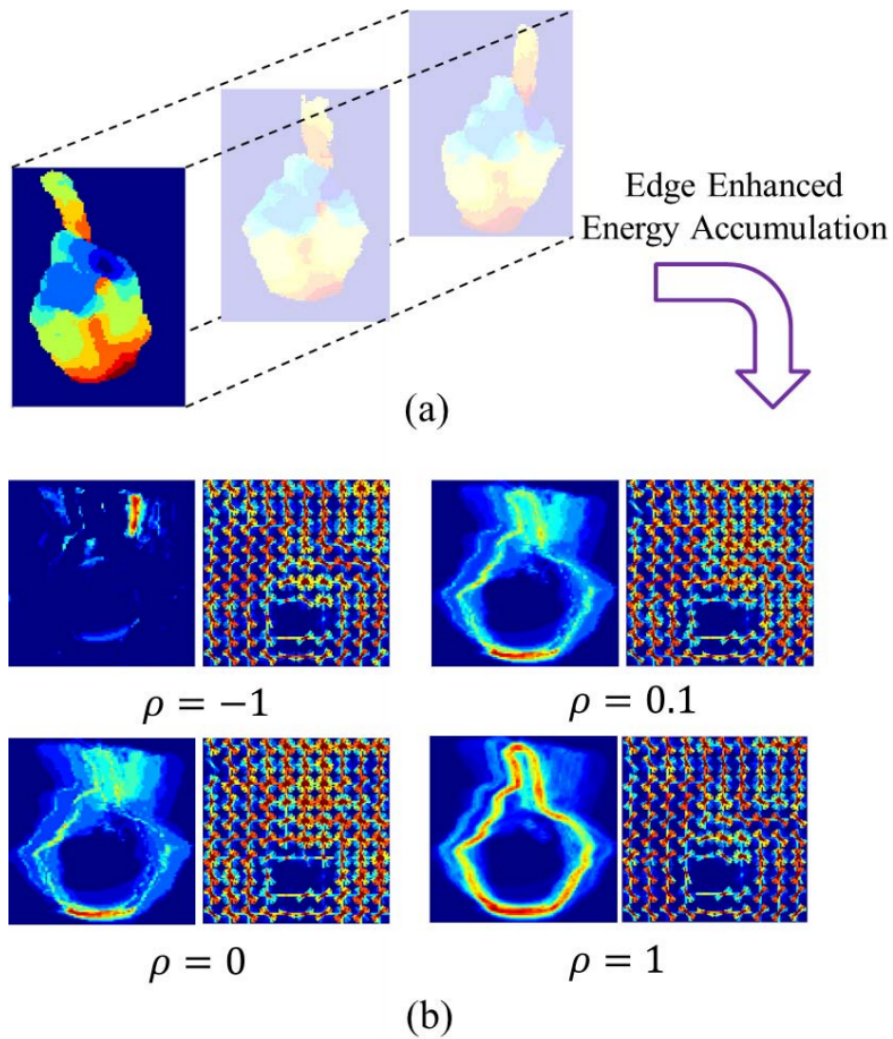 Edge Enhanced
Energy Accumulation
(a)
ρ = −1
ρ = 0.1
ρ = 0
ρ = 1
(b)